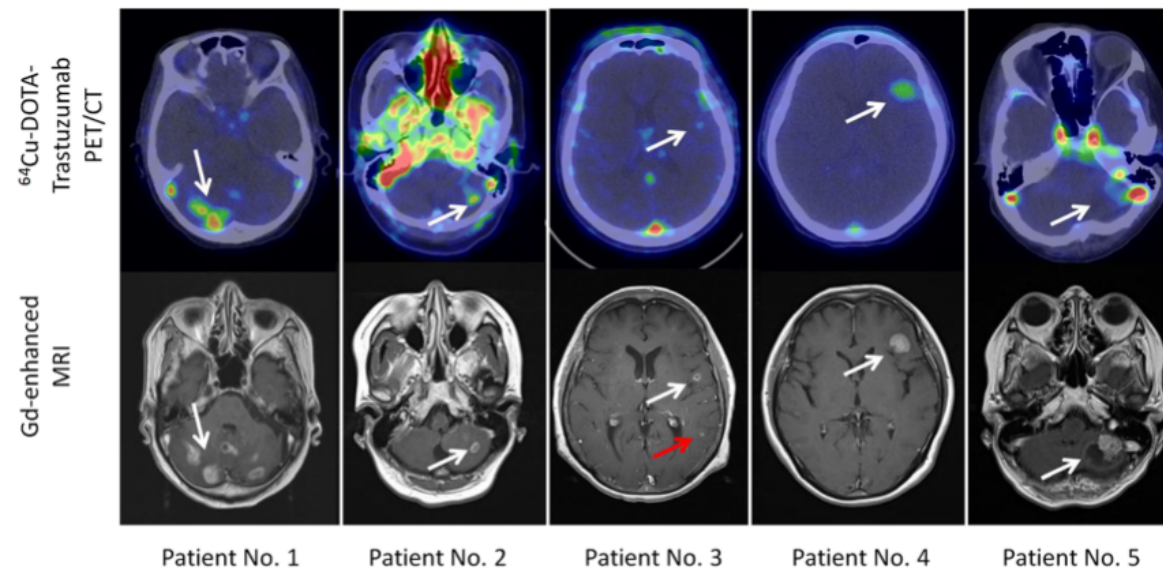 ⁶⁴Cu-DOTA-
Trastuzumab
PET/CT
Gd-enhanced
MRI
Patient No. 1
Patient No. 2
Patient No. 3
Patient No. 4
Patient No. 5